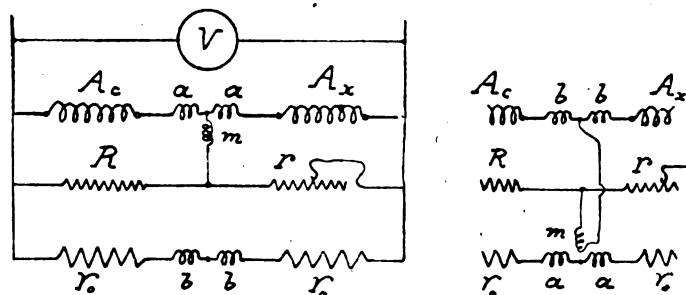 V
A_c a a A_x
m
R r
r_o b b r_o
A_c b b A_x
R r
m
r_o a a r_o